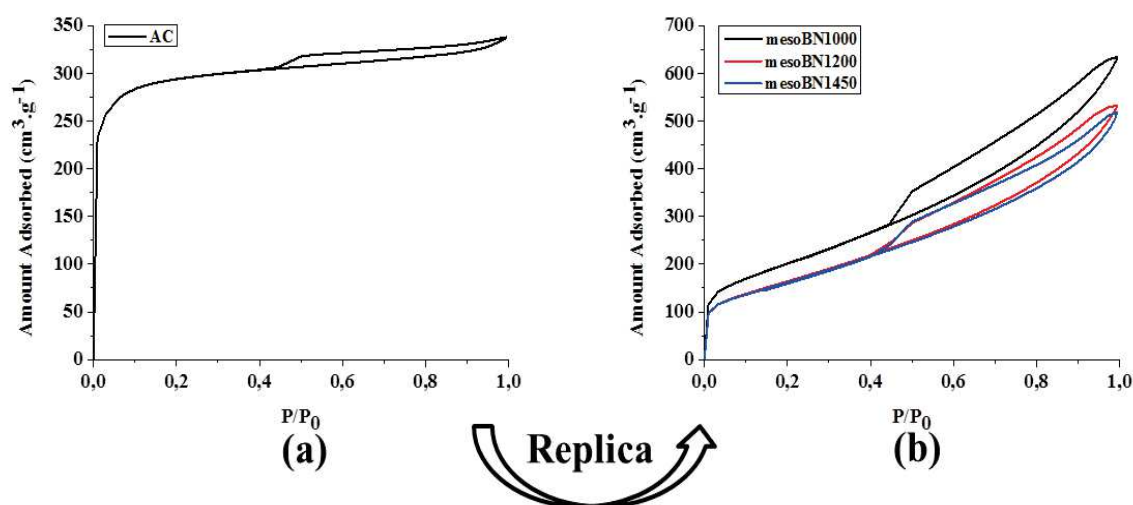 AC
Amount Adsorbed (cm³.g⁻¹)
350
300
250
200
150
100
50
0
0,0 0,2 0,4 0,6 0,8 1,0
P/P₀
(a)
mesoBN1000
mesoBN1200
mesoBN1450
Amount Adsorbed (cm³.g⁻¹)
700
600
500
400
300
200
100
0
0,0 0,2 0,4 0,6 0,8 1,0
P/P₀
(b)
Replica